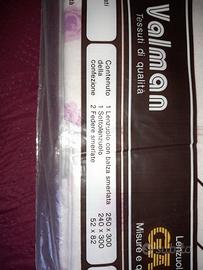 Valman
Tessuti di qualità
Contenuto
della
confezione
1 Lenzuolo con balza smerlata 250 x 300
1 Sottolenzuolo 240 x 300
2 Federe smerlate 52 x 82
Lenzuolo
Misure e